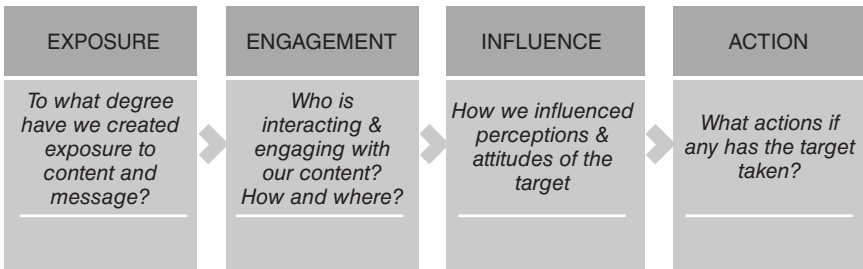 EXPOSURE
To what degree
have we created
exposure to
content and
message?
ENGAGEMENT
Who is
interacting &
engaging with
our content?
How and where?
INFLUENCE
How we influenced
perceptions &
attitudes of the
target
ACTION
What actions if
any has the target
taken?